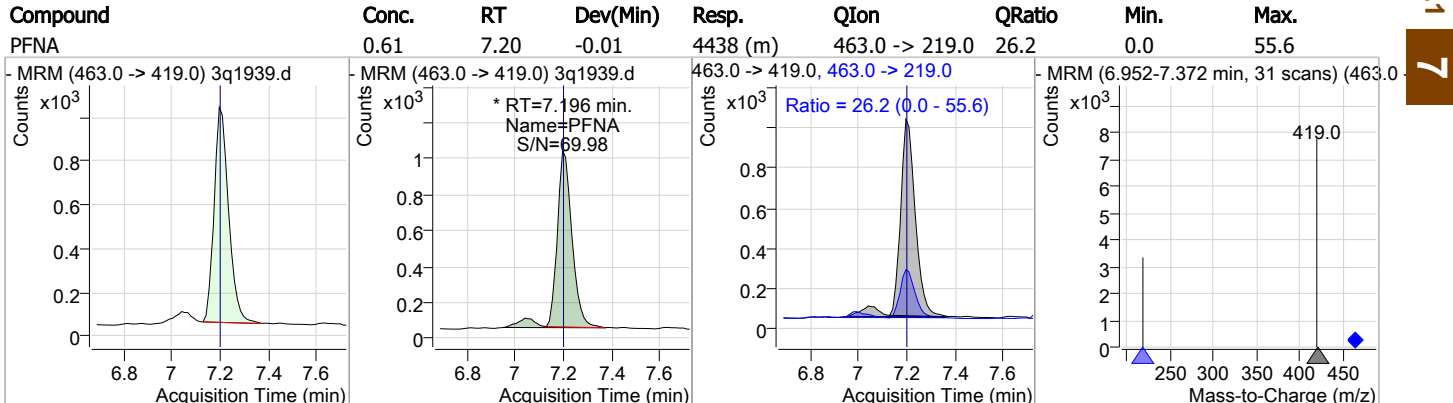 Compound Conc. RT Dev(Min) Resp. QIon QRatio Min. Max.
PFNA 0.61 7.20 -0.01 4438 (m) 463.0 -> 219.0 26.2 0.0 55.6
- MRM (463.0 -> 419.0) 3q1939.d
Counts
x10³
0.8
0.6
0.4
0.2
0
6.8 7 7.2 7.4 7.6
Acquisition Time (min)
- MRM (463.0 -> 419.0) 3q1939.d
Counts
x10³
* RT=7.196 min.
Name=PFNA
S/N=69.98
1
0.8
0.6
0.4
0.2
0
6.8 7 7.2 7.4 7.6
Acquisition Time (min)
463.0 -> 419.0, 463.0 -> 219.0
Counts
x10³
Ratio = 26.2 (0.0 - 55.6)
0.8
0.6
0.4
0.2
0
6.8 7 7.2 7.4 7.6
Acquisition Time (min)
- MRM (6.952-7.372 min, 31 scans) (463.0 -
Counts
x10³
419.0
8
7
6
5
4
3
2
1
0
250 300 350 400 450
Mass-to-Charge (m/z)
7